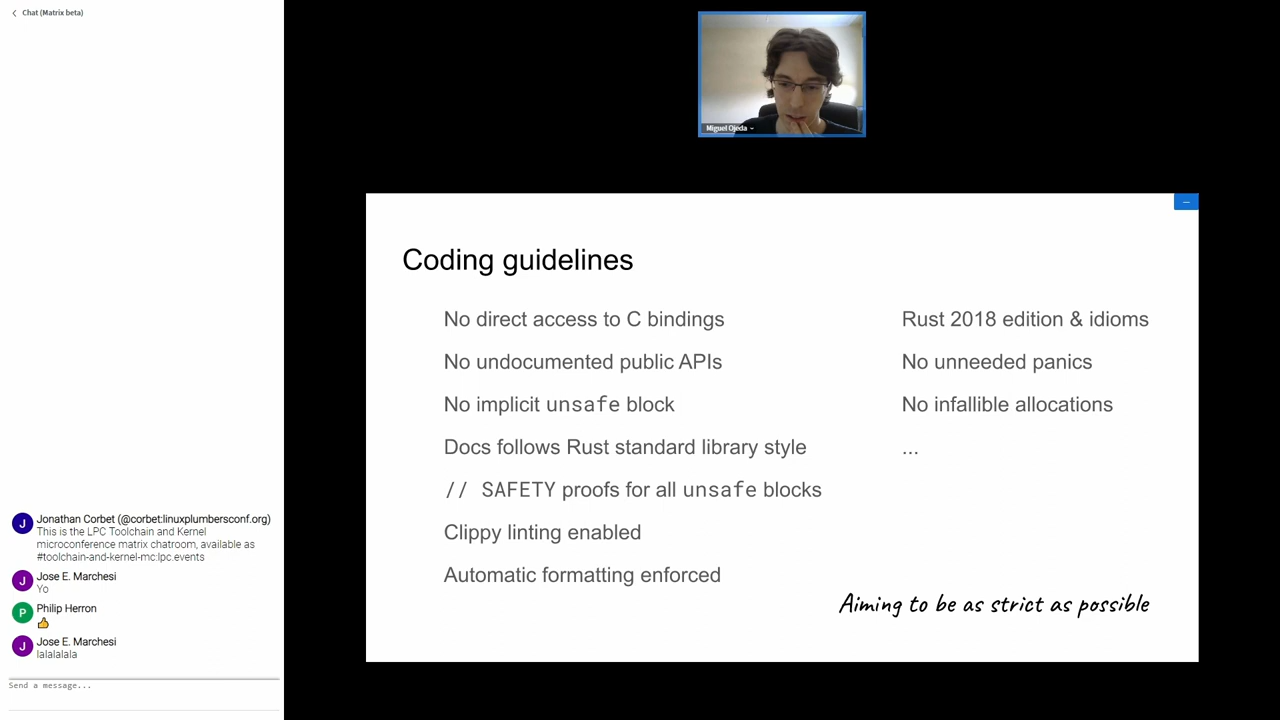 Chat (Matrix beta)
Jonathan Corbet (@corbet:linuxplumbersconf.org)
This is the LPC Toolchain and Kernel
microconference matrix chatroom, available as
#toolchain-and-kernel-mc:lpc.events
J
Jose E. Marchesi
Yo
J
Philip Herron
P
Jose E. Marchesi
lalalalala
J
Send a message...
Miguel Ojeda
Coding guidelines
No direct access to C bindings
No undocumented public APIs
No implicit unsafe block
Docs follows Rust standard library style
// SAFETY proofs for all unsafe blocks
Clippy linting enabled
Automatic formatting enforced
Rust 2018 edition & idioms
No unneeded panics
No infallible allocations
...
Aiming to be as strict as possible